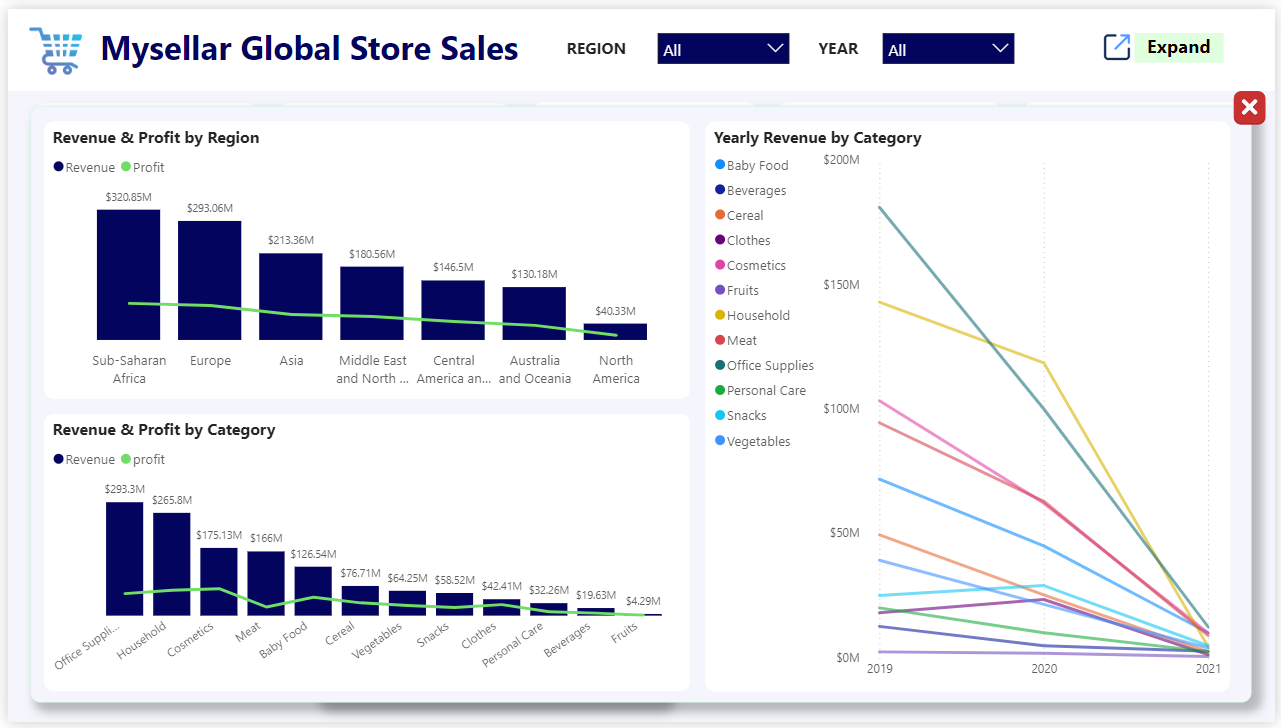 Mysellar Global Store Sales
REGION
All
YEAR
All
Expand
Revenue & Profit by Region
Revenue Profit
$320.85M
$293.06M
$213.36M
$180.56M
$146.5M
$130.18M
$40.33M
Sub-Saharan
Africa
Europe
Asia
Middle East
and North ...
Central
America an...
Australia
and Oceania
North
America
Revenue & Profit by Category
Revenue profit
$293.3M
$265.8M
$175.13M
$166M
$126.54M
$76.71M
$64.25M
$58.52M
$42.41M
$32.26M
$19.63M
$4.29M
Office Suppli...
Household
Cosmetics
Meat
Baby Food
Cereal
Vegetables
Snacks
Clothes
Personal Care
Beverages
Fruits
Yearly Revenue by Category
Baby Food
Beverages
Cereal
Clothes
Cosmetics
Fruits
Household
Meat
Office Supplies
Personal Care
Snacks
Vegetables
$200M
$150M
$100M
$50M
$0M
2019
2020
2021